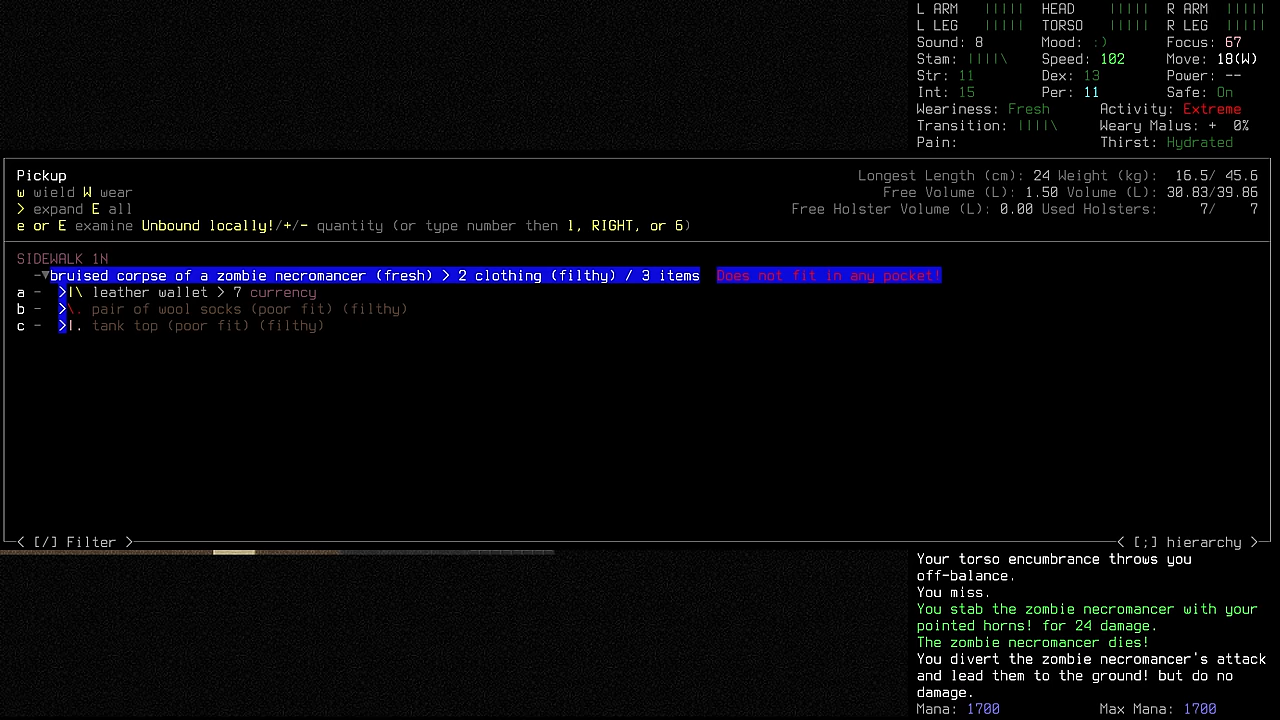 L ARM ||||| HEAD ||||| R ARM |||||
L LEG ||||| TORSO ||||| R LEG |||||
Sound: 8 Mood: :) Focus: 67
Stam: ||||\ Speed: 102 Move: 18(W)
Str: 11 Dex: 13 Power: --
Int: 15 Per: 11 Safe: On
Weariness: Fresh Activity: Extreme
Transition: ||||\ Weary Malus: + 0%
Pain: Thirst: Hydrated
Pickup Longest Length (cm): 24 Weight (kg): 16.5/ 45.6
w wield W wear Free Volume (L): 1.50 Volume (L): 30.83/39.86
> expand E all Free Holster Volume (L): 0.00 Used Holsters: 7/ 7
e or E examine Unbound locally!/+/- quantity (or type number then l, RIGHT, or 6)
SIDEWALK 1N
-▼bruised corpse of a zombie necromancer (fresh) > 2 clothing (filthy) / 3 items Does not fit in any pocket!
a - >|\ leather wallet > 7 currency
b - >\. pair of wool socks (poor fit) (filthy)
c - >|. tank top (poor fit) (filthy)
< [/] Filter > < [;] hierarchy >
Your torso encumbrance throws you
off-balance.
You miss.
You stab the zombie necromancer with your
pointed horns! for 24 damage.
The zombie necromancer dies!
You divert the zombie necromancer's attack
and lead them to the ground! but do no
damage.
Mana: 1700 Max Mana: 1700